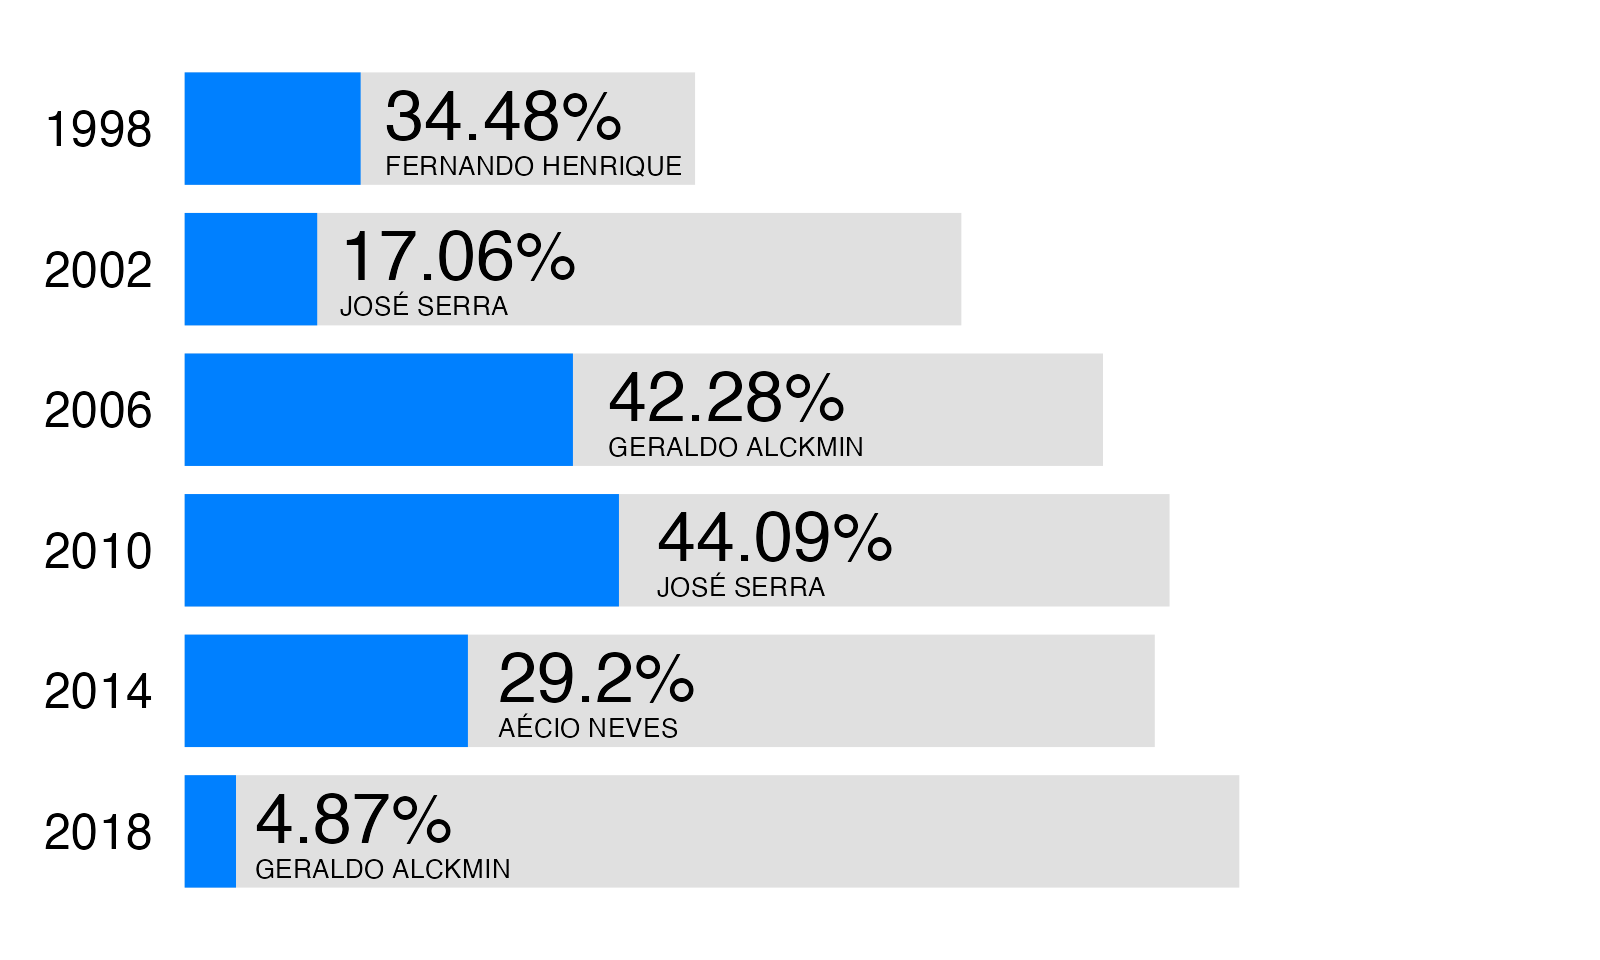 1998
34.48%
FERNANDO HENRIQUE
2002
17.06%
JOSÉ SERRA
2006
42.28%
GERALDO ALCKMIN
2010
44.09%
JOSÉ SERRA
2014
29.2%
AÉCIO NEVES
2018
4.87%
GERALDO ALCKMIN